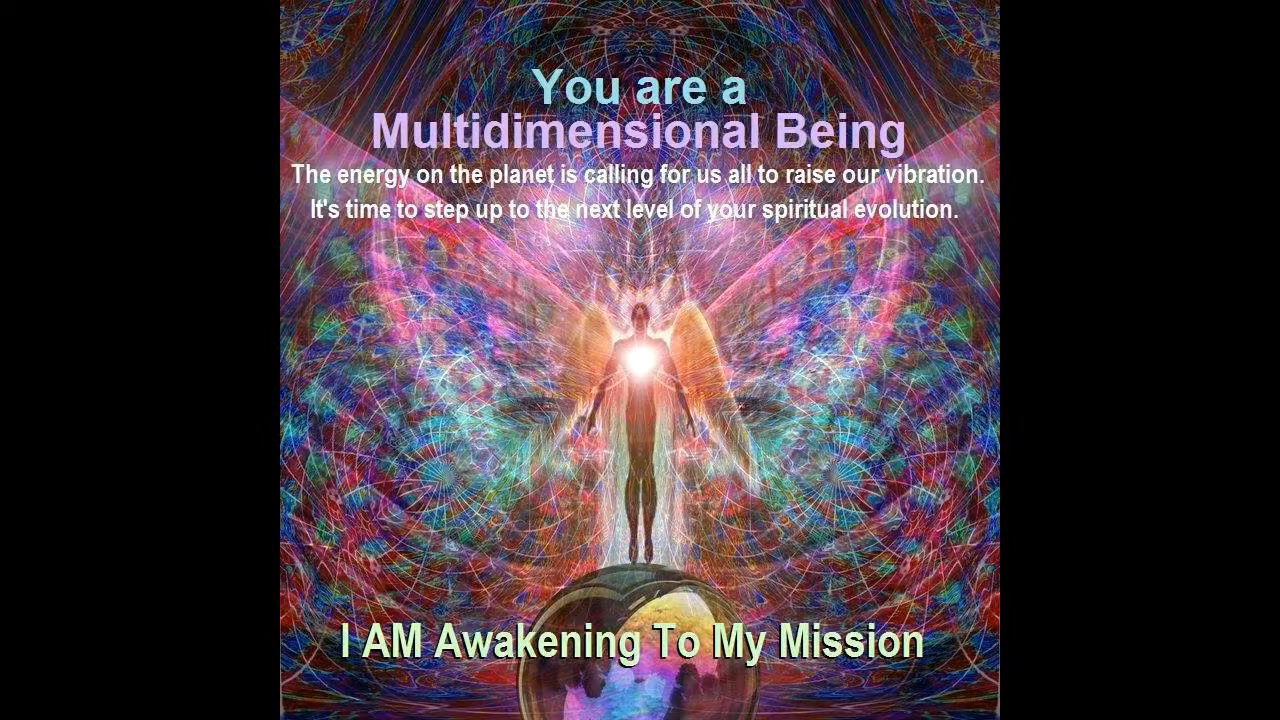 You are a
Multidimensional Being
The energy on the planet is calling for us all to raise our vibration.
It's time to step up to the next level of your spiritual evolution.
I AM Awakening To My Mission